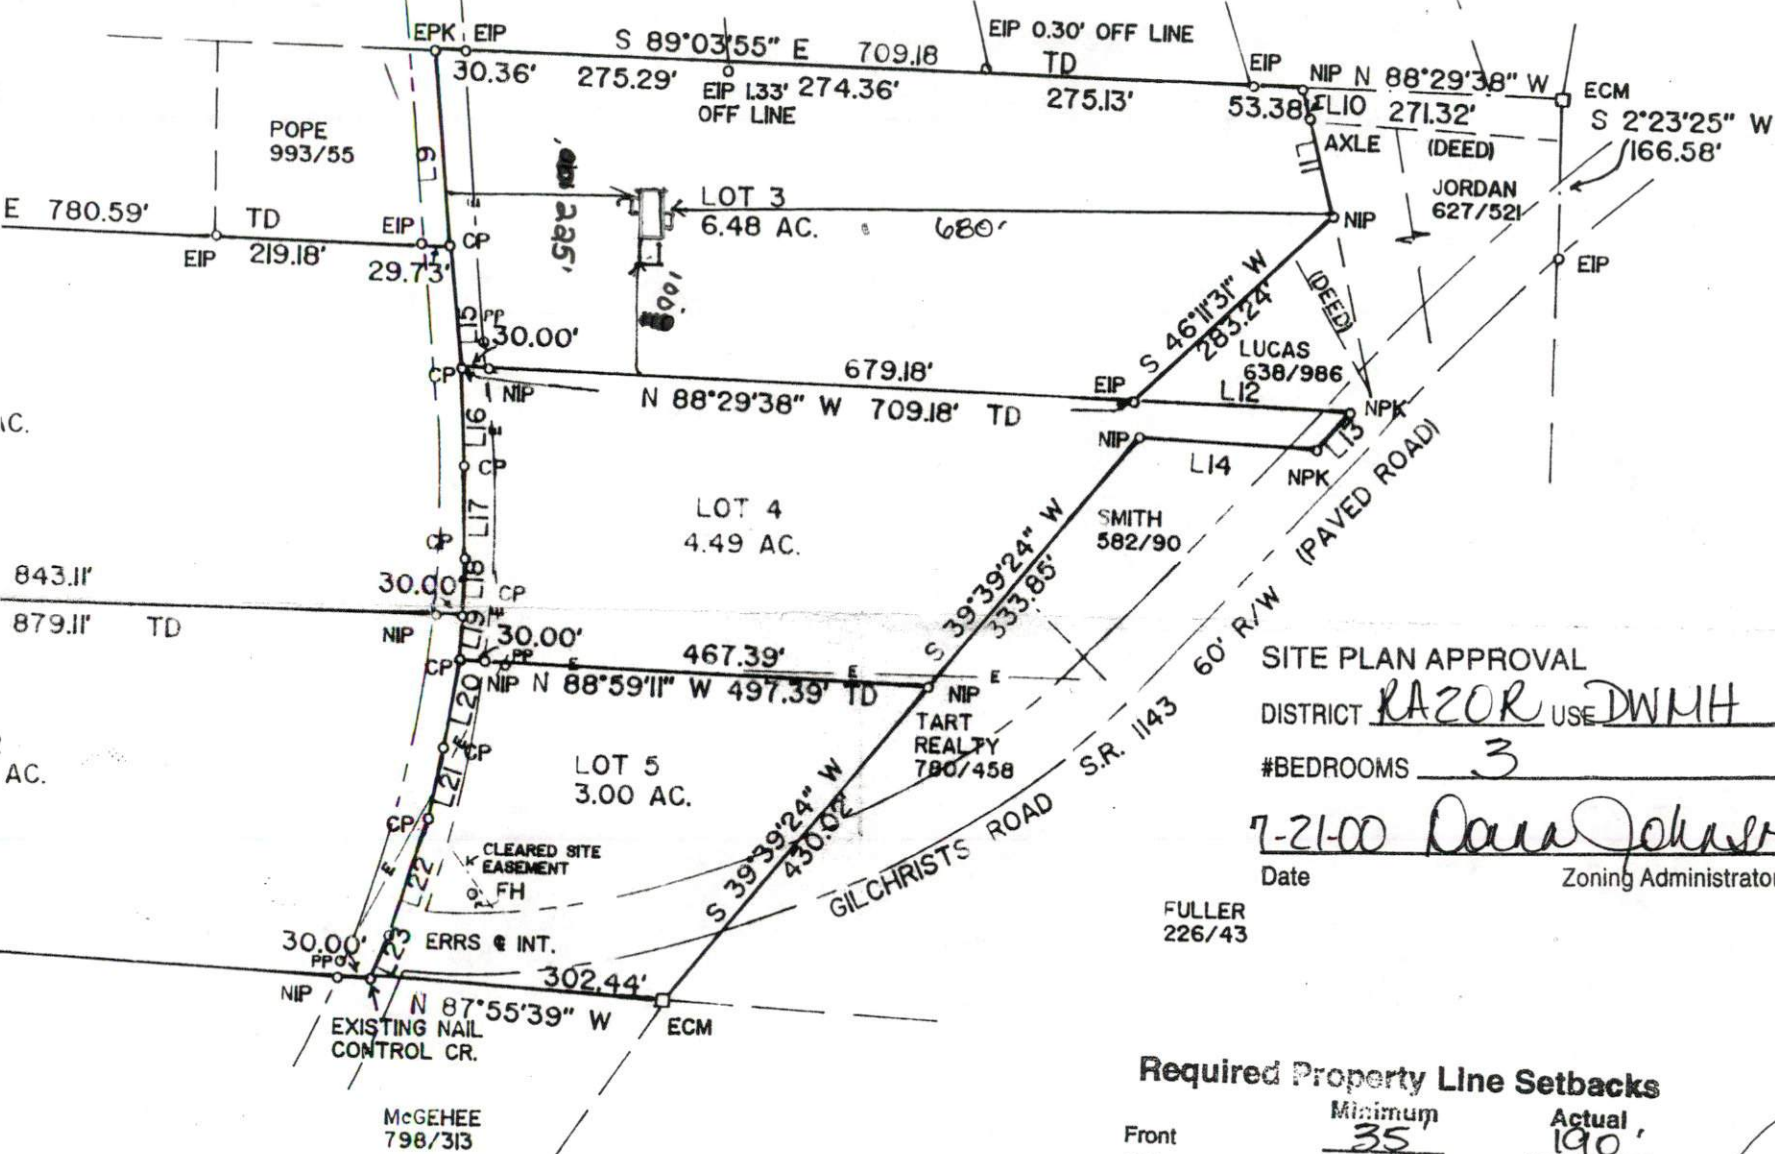 EPK EIP
S 89°03'55" E 709.18 TD
EIP 0.30' OFF LINE
30.36' 275.29' 274.36' 275.13' 53.38'
EIP 1.33'
OFF LINE
EIP
NIP N 88°29'38" W
271.32'
ECM
S 2°23'25" W
166.58'
L10
AXLE (DEED)
L11
POPE
993/55
L9
LOT 3
6.48 AC.
680'
225'
100'
JORDAN
627/521
NIP
EIP
E 780.59' TD
EIP 219.18'
EIP
29.73'
CP
L15 PP
30.00'
CP
NIP
679.18'
N 88°29'38" W 709.18' TD
S 46°11'31" W
283.24'
(DEED)
LUCAS
638/986
EIP
L12
NPK
L13
NIP
L14
NPK
AC.
L16
CP
L17
CP
LOT 4
4.49 AC.
S 39°39'24" W
333.85'
SMITH
582/90
(PAVED ROAD)
843.11'
879.11' TD
30.00'
L18
CP
NIP
L19
30.00'
CP
NIP
PP
467.39'
E E E
N 88°59'11" W 497.39' TD
NIP
60' R/W
S.R. 1143
GILCHRISTS ROAD
TART
REALTY
780/458
L20
CP
L21
CP
AC.
LOT 5
3.00 AC.
S 39°39'24" W
430.02'
CLEARED SITE
EASEMENT
FH
L22
E
L23
ERRS ℄ INT.
30.00'
PP
NIP
302.44'
N 87°55'39" W
ECM
EXISTING NAIL
CONTROL CR.
McGEHEE
798/313
FULLER
226/43
SITE PLAN APPROVAL
DISTRICT RA20R USE DWMH
#BEDROOMS 3
7-21-00 Dana Johnson
Date Zoning Administrator
Required Property Line Setbacks
Minimum Actual
Front 35 190'